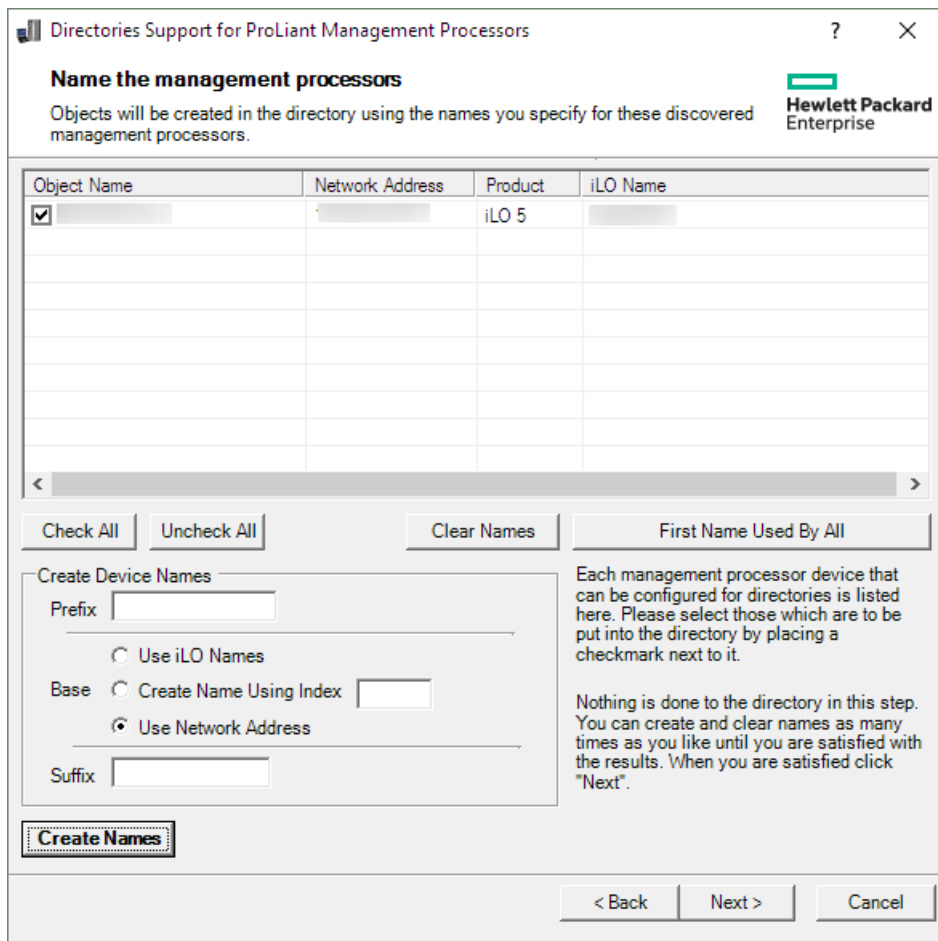 Directories Support for ProLiant Management Processors ?
Name the management processors
Objects will be created in the directory using the names you specify for these discovered
management processors.
Hewlett Packard
Enterprise
Object Name Network Address Product iLO Name
iLO 5
Check All Uncheck All Clear Names First Name Used By All
Create Device Names
Prefix
Use iLO Names
Base Create Name Using Index
Use Network Address
Suffix
Each management processor device that
can be configured for directories is listed
here. Please select those which are to be
put into the directory by placing a
checkmark next to it.
Nothing is done to the directory in this step.
You can create and clear names as many
times as you like until you are satisfied with
the results. When you are satisfied click
"Next".
Create Names
< Back Next > Cancel